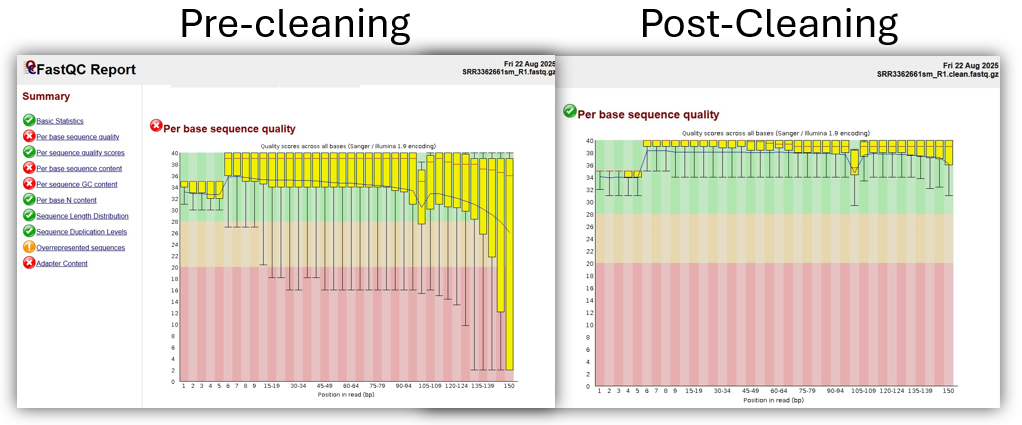 Pre-cleaning
Post-Cleaning
FastQC Report
Fri 22 Aug 2025
SRR3362661sm_R1.fastq.gz
Summary
Basic Statistics
Per base sequence quality
Per sequence quality scores
Per base sequence content
Per sequence GC content
Per base N content
Sequence Length Distribution
Sequence Duplication Levels
Overrepresented sequences
Adapter Content
Per base sequence quality
Quality scores across all bases (Sanger / Illumina 1.9 encoding)
40
38
36
34
32
30
28
26
24
22
20
18
16
14
12
10
8
6
4
2
0
1 2 3 4 5 6 7 8 9 15-19 30-34 45-49 60-64 75-79 90-94 105-109 120-124 135-139 150
Position in read (bp)
Fri 22 Aug 2025
SRR3362661sm_R1.clean.fastq.gz
Per base sequence quality
Quality scores across all bases (Sanger / Illumina 1.9 encoding)
40
38
36
34
32
30
28
26
24
22
20
18
16
14
12
10
8
6
4
2
0
1 2 3 4 5 6 7 8 9 15-19 30-34 45-49 60-64 75-79 90-94 105-109 120-124 135-139 150
Position in read (bp)